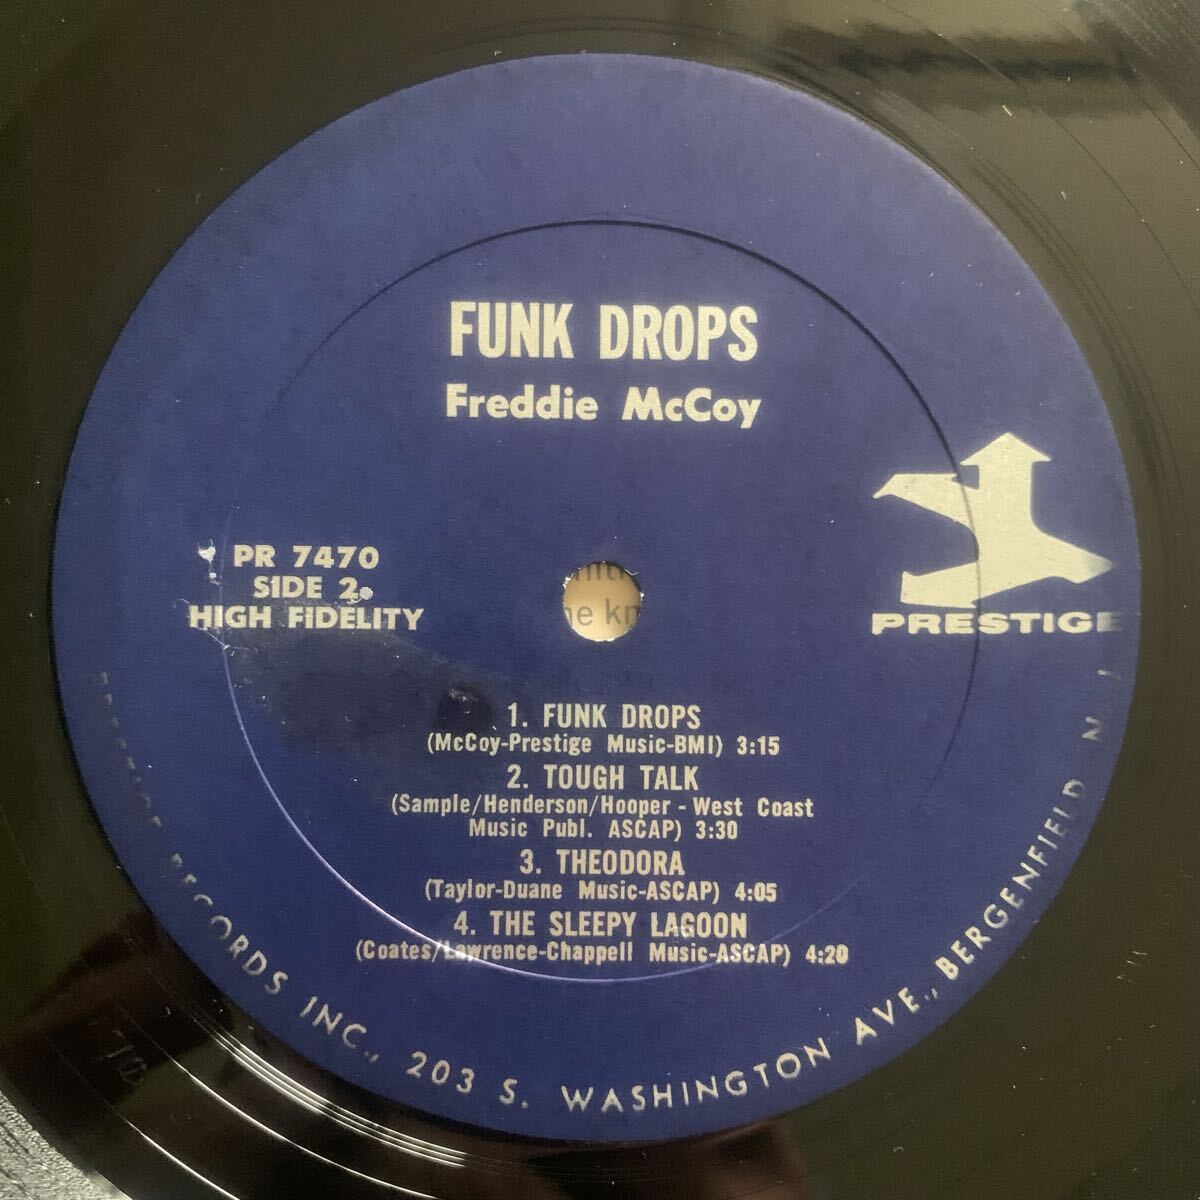 FUNK DROPS
Freddie McCoy
PR 7470
SIDE 2
HIGH FIDELITY
PRESTIGE
1. FUNK DROPS
(McCoy-Prestige Music-BMI) 3:15
2. TOUGH TALK
(Sample/Henderson/Hooper - West Coast
Music Publ. ASCAP) 3:30
3. THEODORA
(Taylor-Duane Music-ASCAP) 4:05
4. THE SLEEPY LAGOON
(Coates/Lawrence-Chappell Music-ASCAP) 4:20
PRESTIGE RECORDS INC., 203 S. WASHINGTON AVE., BERGENFIELD N. J.